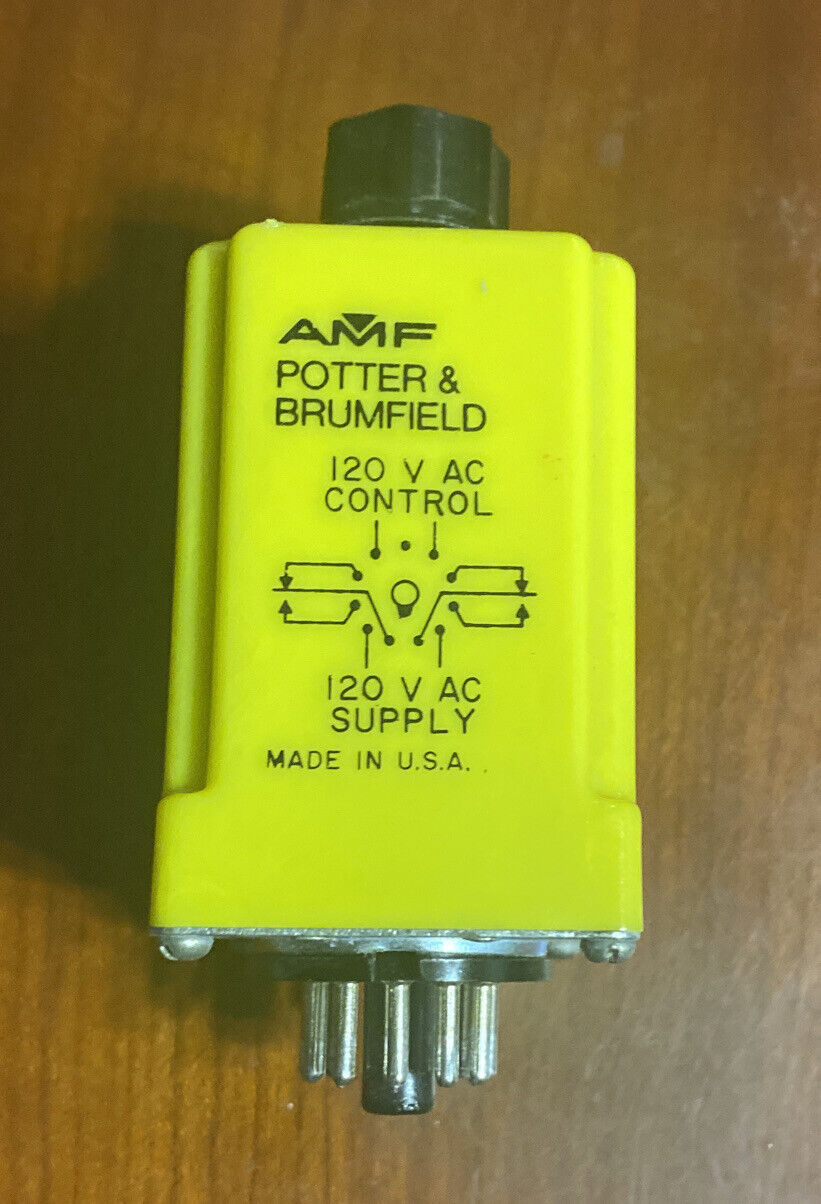 AMF
POTTER &
BRUMFIELD
120 V AC
CONTROL
120 V AC
SUPPLY
MADE IN U.S.A.